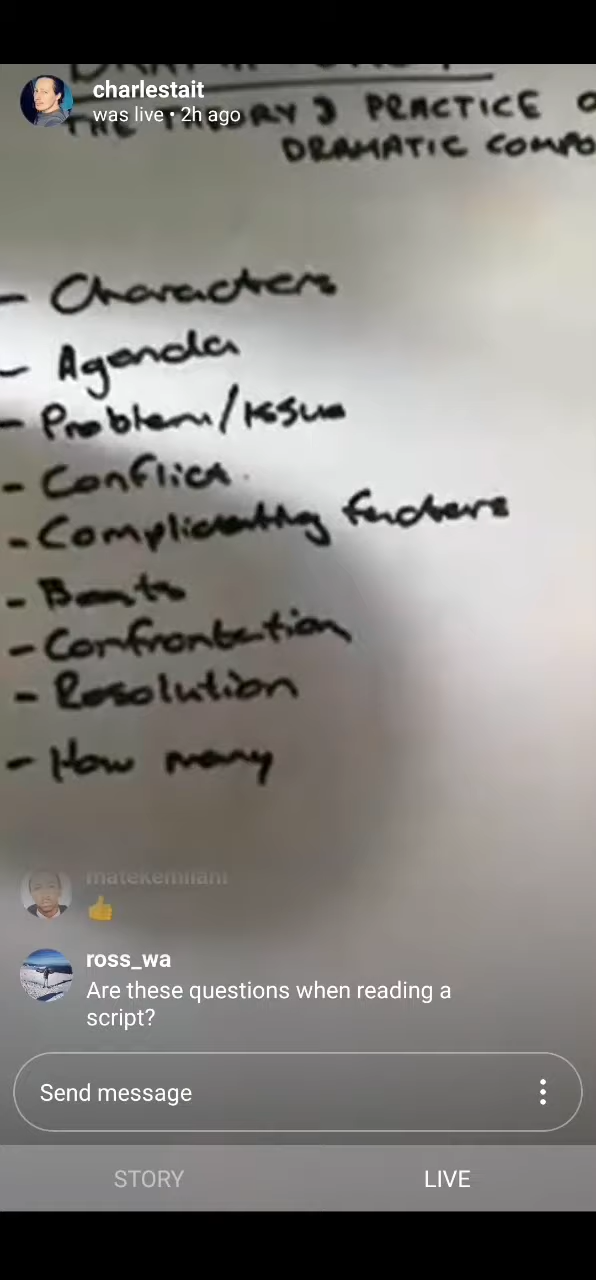 charlestait
was live • 2h ago
THE THEORY & PRACTICE O
DRAMATIC COMPO
- Characters
- Agenda
- Problem/Issue
- Conflict
- Complicating factors
- Beats
- Confrontation
- Resolution
- How many
matekemilani
👍
ross_wa
Are these questions when reading a
script?
Send message
STORY
LIVE